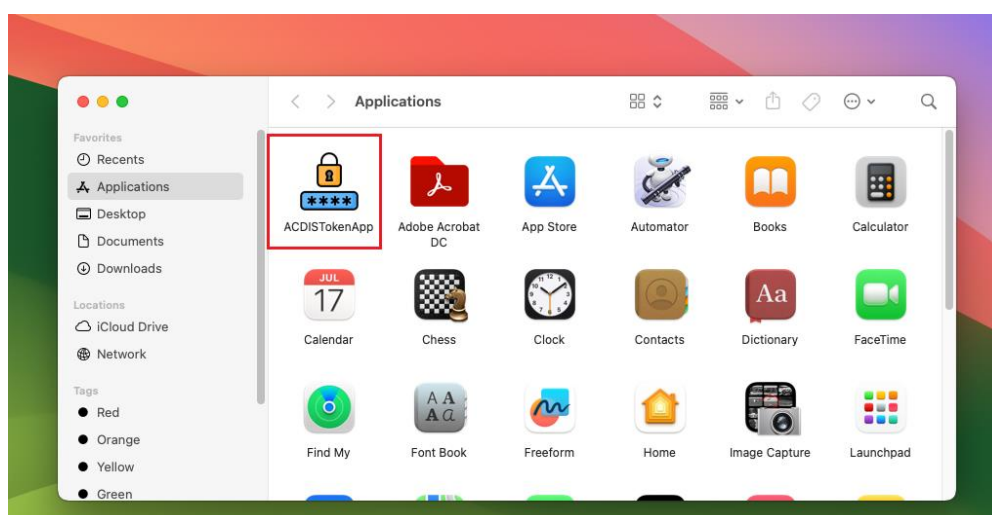 Applications
Favorites
Recents
Applications
Desktop
Documents
Downloads
Locations
iCloud Drive
Network
Tags
Red
Orange
Yellow
Green
****
ACDISTokenApp
Adobe Acrobat
DC
App Store
Automator
Books
Calculator
JUL
17
Calendar
Chess
12
Clock
Contacts
Aa
Dictionary
FaceTime
Find My
A A
A a
Font Book
Freeform
Home
Image Capture
Launchpad